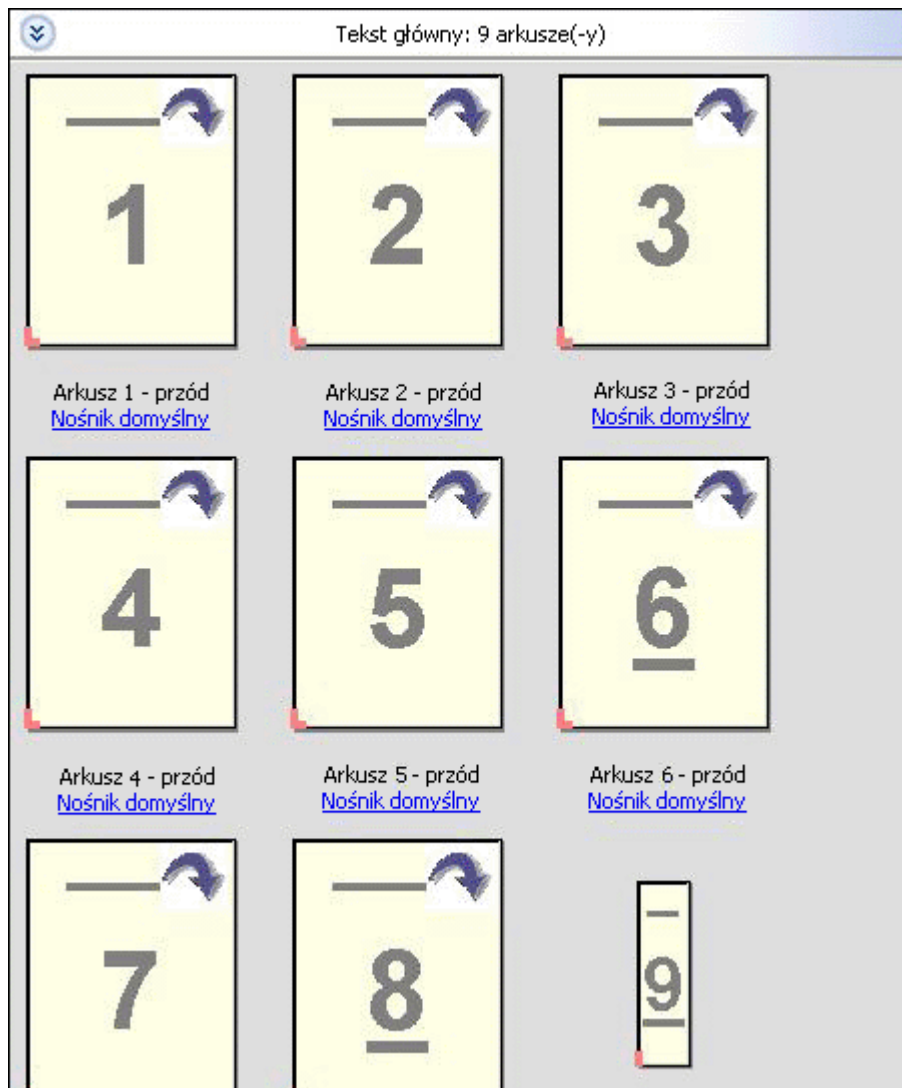 Tekst główny: 9 arkusze(-y)
1 2 3
Arkusz 1 - przód Arkusz 2 - przód Arkusz 3 - przód
Nośnik domyślny Nośnik domyślny Nośnik domyślny
4 5 6
Arkusz 4 - przód Arkusz 5 - przód Arkusz 6 - przód
Nośnik domyślny Nośnik domyślny Nośnik domyślny
7 8 9